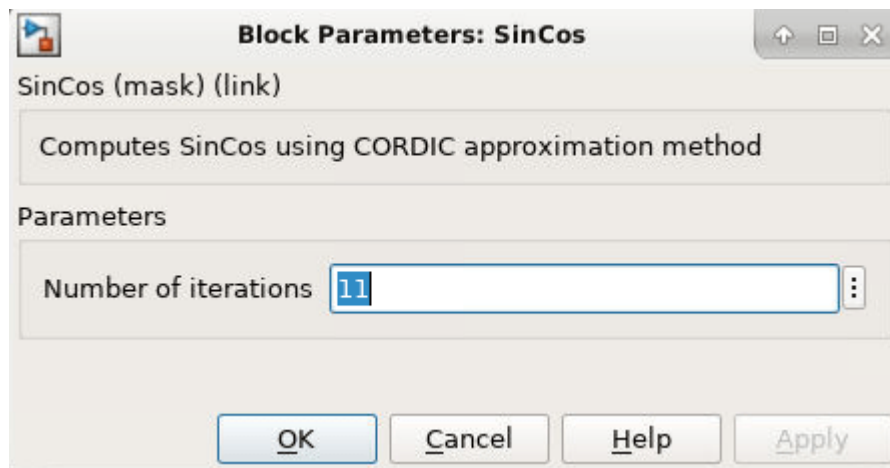 Block Parameters: SinCos
SinCos (mask) (link)
Computes SinCos using CORDIC approximation method
Parameters
Number of iterations 11
OK Cancel Help Apply